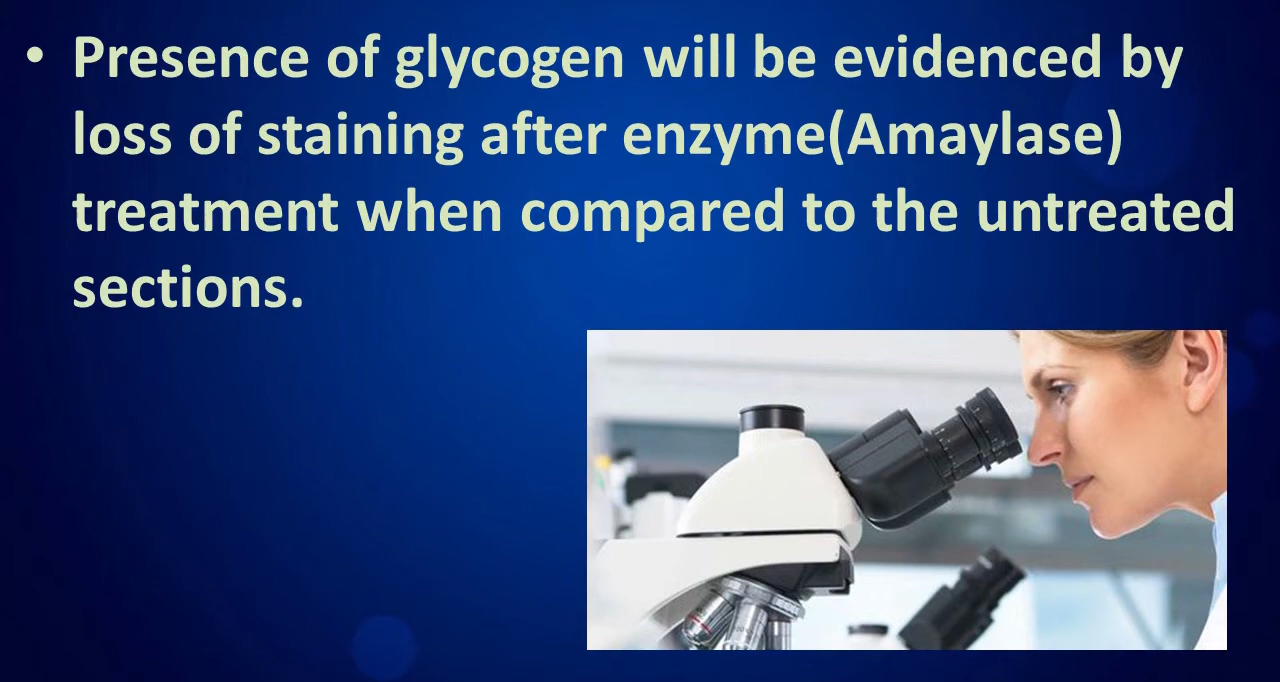 • Presence of glycogen will be evidenced by
loss of staining after enzyme(Amaylase)
treatment when compared to the untreated
sections.